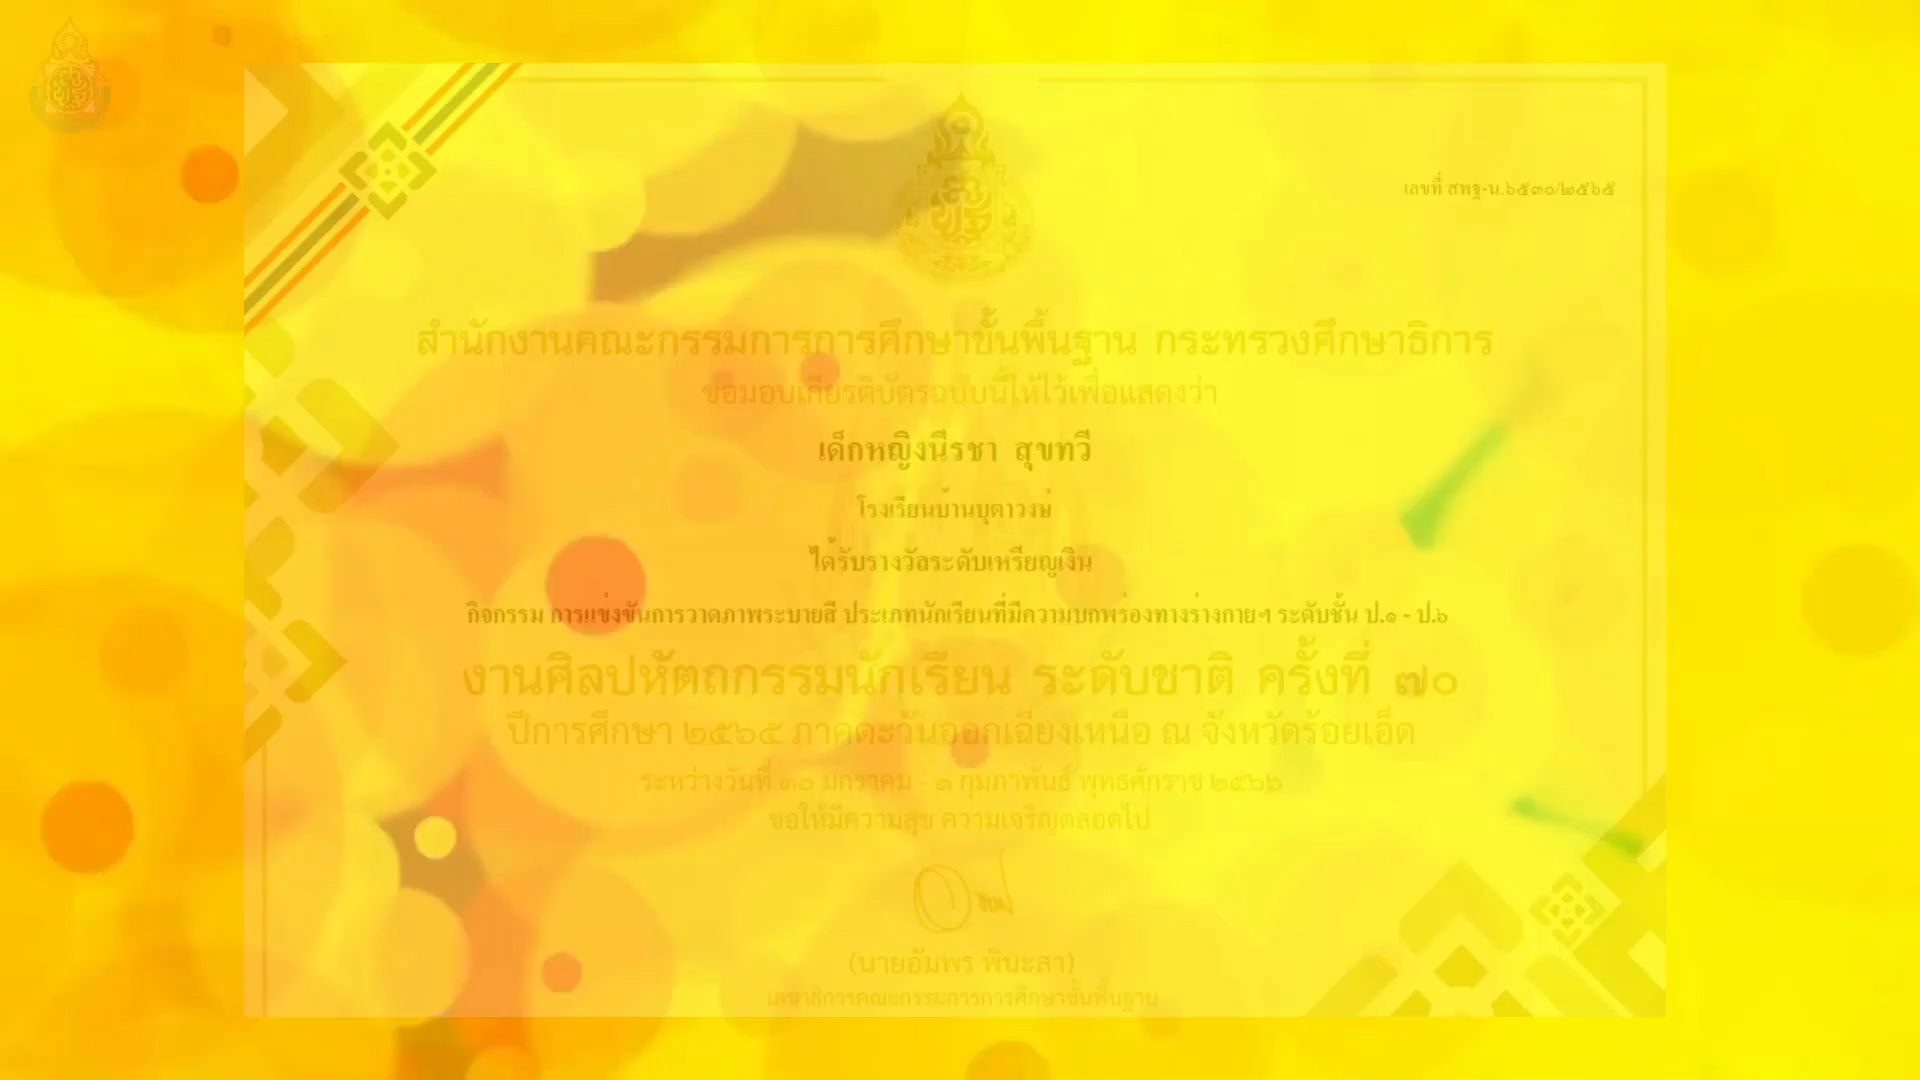 เลขที่ สพฐ-น.๖๕๓๐/๒๕๖๕
สำนักงานคณะกรรมการการศึกษาขั้นพื้นฐาน กระทรวงศึกษาธิการ
ขอมอบเกียรติบัตรฉบับนี้ให้ไว้เพื่อแสดงว่า
เด็กหญิงนีรชา สุขทวี
โรงเรียนบ้านบุตาวงษ์
ได้รับรางวัลระดับเหรียญเงิน
กิจกรรม การแข่งขันการวาดภาพระบายสี ประเภทนักเรียนที่มีความบกพร่องทางร่างกายฯ ระดับชั้น ป.๑ - ป.๖
งานศิลปหัตถกรรมนักเรียน ระดับชาติ ครั้งที่ ๗๐
ปีการศึกษา ๒๕๖๕ ภาคตะวันออกเฉียงเหนือ ณ จังหวัดร้อยเอ็ด
ระหว่างวันที่ ๓๐ มกราคม - ๑ กุมภาพันธ์ พุทธศักราช ๒๕๖๖
ขอให้มีความสุข ความเจริญตลอดไป
(นายอัมพร พินะสา)
เลขาธิการคณะกรรมการการศึกษาขั้นพื้นฐาน